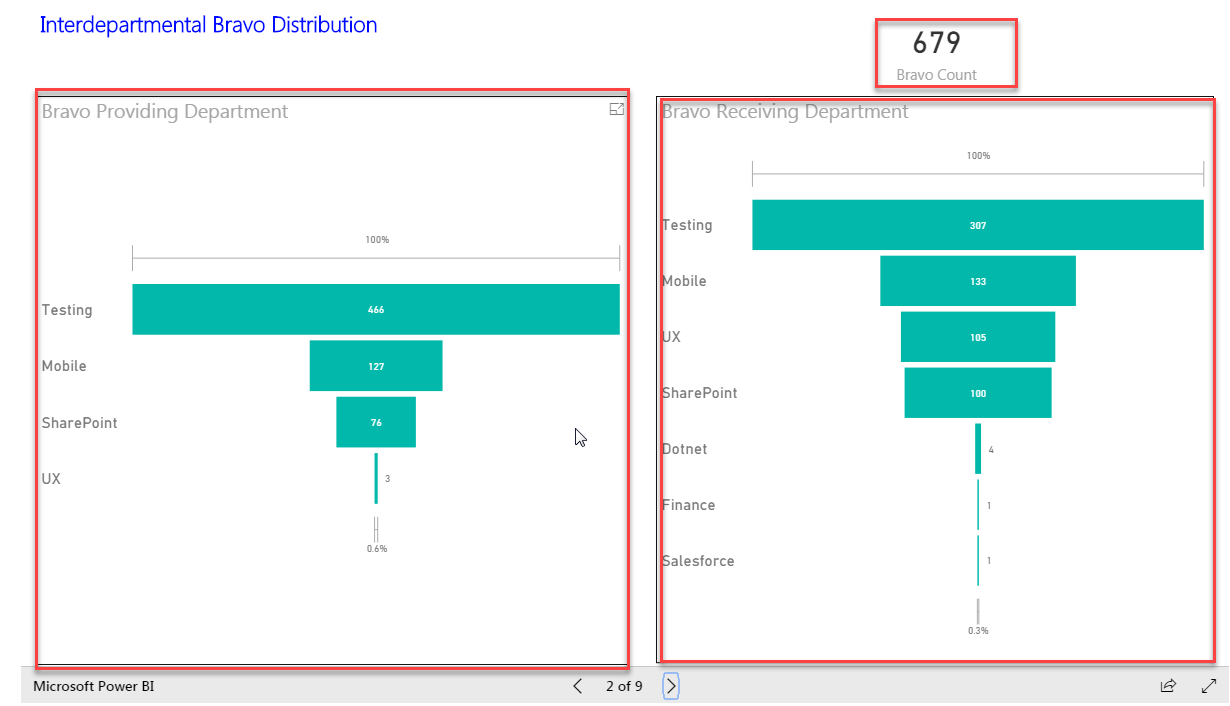 Interdepartmental Bravo Distribution
679
Bravo Count
Bravo Providing Department
100%
Testing 466
Mobile 127
SharePoint 76
UX 3
0.6%
Bravo Receiving Department
100%
Testing 307
Mobile 133
UX 105
SharePoint 100
Dotnet 4
Finance 1
Salesforce 1
0.3%
Microsoft Power BI 2 of 9